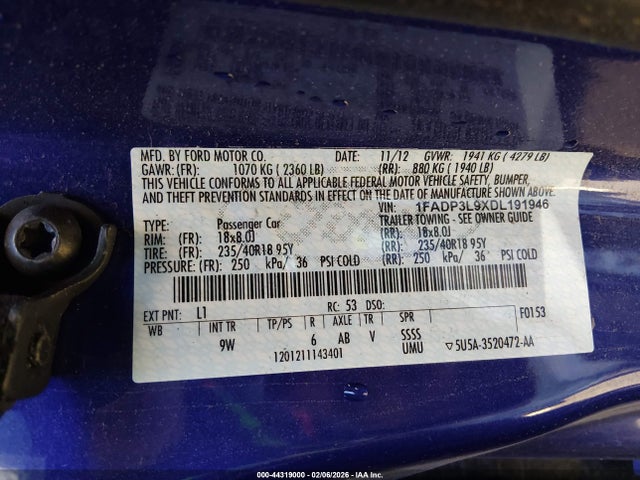 MFD. BY FORD MOTOR CO. DATE: 11/12 GVWR: 1941 KG ( 4279 LB)
GAWR: (FR): 1070 KG ( 2360 LB) (RR): 880 KG ( 1940 LB)
THIS VEHICLE CONFORMS TO ALL APPLICABLE FEDERAL MOTOR VEHICLE SAFETY, BUMPER,
AND THEFT PREVENTION STANDARDS IN EFFECT ON THE DATE OF MANUFACTURE SHOWN ABOVE.
VIN: 1FADP3L9XDL191946
TYPE: Passenger Car TRAILER TOWING - SEE OWNER GUIDE
RIM: (FR): 18x8.0J (RR): 18x8.0J
TIRE: (FR): 235/40R18 95Y (RR): 235/40R18 95Y
PRESSURE: (FR): 250 kPa/ 36 PSI COLD (RR): 250 kPa/ 36 PSI COLD
EXT PNT: L1 RC: 53 DSO: F0153
WB INT TR TP/PS R AXLE TR SPR
9W 6 AB V SSSS
UMU ▽5U5A-3520472-AA
1201211143401
000-44319000 - 02/06/2026 - IAA Inc.